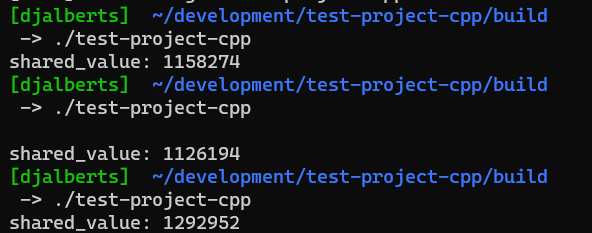 [djalberts] ~/development/test-project-cpp/build
-> ./test-project-cpp
shared_value: 1158274
[djalberts] ~/development/test-project-cpp/build
-> ./test-project-cpp
shared_value: 1126194
[djalberts] ~/development/test-project-cpp/build
-> ./test-project-cpp
shared_value: 1292952